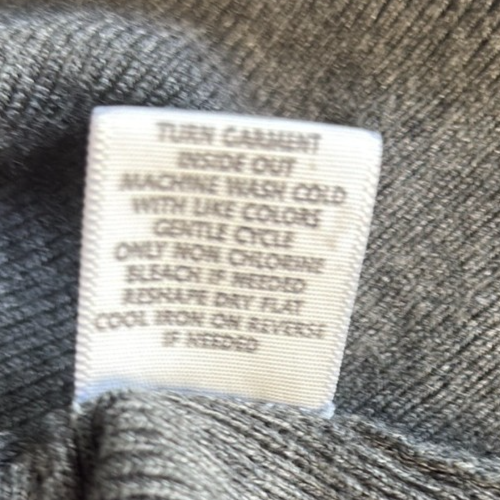 TURN GARMENT
INSIDE OUT
MACHINE WASH COLD
WITH LIKE COLORS
GENTLE CYCLE
ONLY NON CHLORINE
BLEACH IF NEEDED
RESHAPE DRY FLAT
COOL IRON ON REVERSE
IF NEEDED